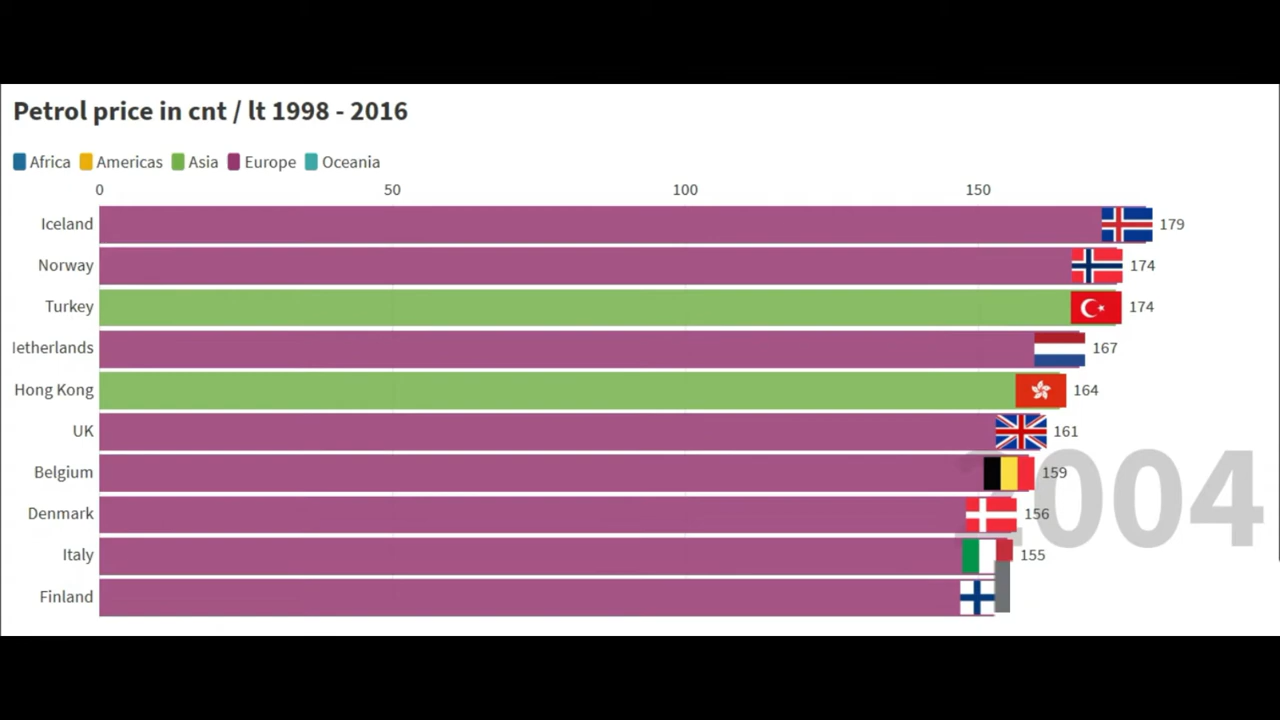 Petrol price in cnt / lt 1998 - 2016
Africa Americas Asia Europe Oceania
0 50 100 150
Iceland 179
Norway 174
Turkey 174
letherlands 167
Hong Kong 164
UK 161
Belgium 159
Denmark 156
Italy 155
Finland
2004